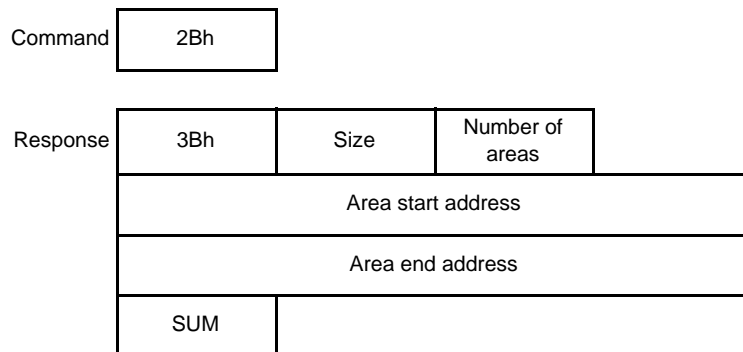 Command 2Bh
Response 3Bh Size Number of
areas
Area start address
Area end address
SUM